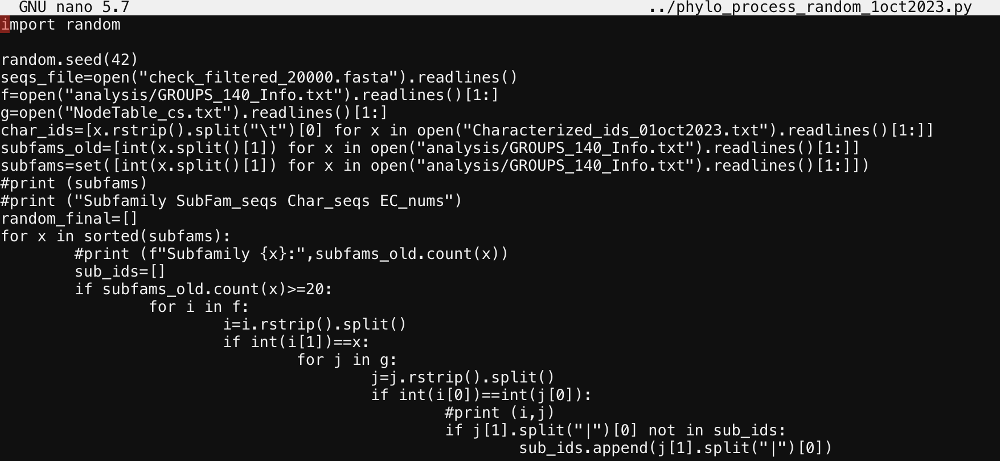 GNU nano 5.7 ../phylo_process_random_1oct2023.py
import random

random.seed(42)
seqs_file=open("check_filtered_20000.fasta").readlines()
f=open("analysis/GROUPS_140_Info.txt").readlines()[1:]
g=open("NodeTable_cs.txt").readlines()[1:]
char_ids=[x.rstrip().split("\t")[0] for x in open("Characterized_ids_01oct2023.txt").readlines()[1:]]
subfams_old=[int(x.split()[1]) for x in open("analysis/GROUPS_140_Info.txt").readlines()[1:]]
subfams=set([int(x.split()[1]) for x in open("analysis/GROUPS_140_Info.txt").readlines()[1:]])
#print (subfams)
#print ("Subfamily SubFam_seqs Char_seqs EC_nums")
random_final=[]
for x in sorted(subfams):
        #print (f"Subfamily {x}:",subfams_old.count(x))
        sub_ids=[]
        if subfams_old.count(x)>=20:
                for i in f:
                        i=i.rstrip().split()
                        if int(i[1])==x:
                                for j in g:
                                        j=j.rstrip().split()
                                        if int(i[0])==int(j[0]):
                                                #print (i,j)
                                                if j[1].split("|")[0] not in sub_ids:
                                                        sub_ids.append(j[1].split("|")[0])